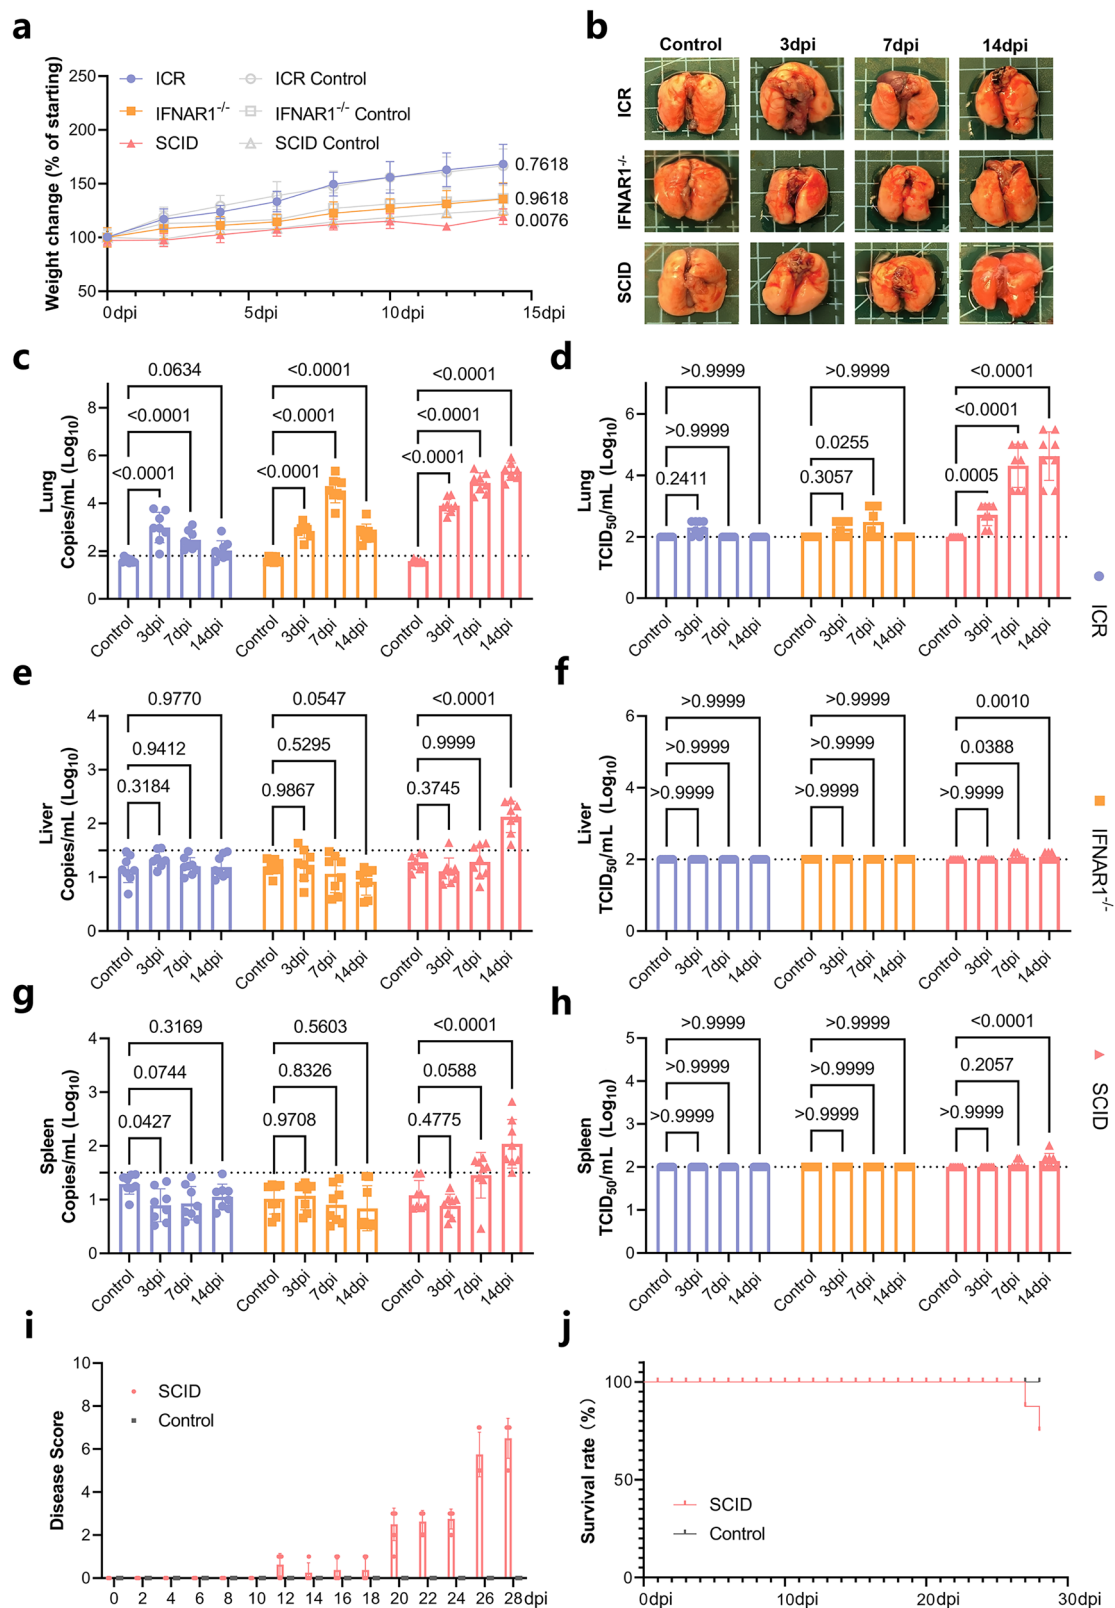 a
Weight change (% of starting)
250
200
150
100
50
0dpi
5dpi
10dpi
15dpi
ICR
ICR Control
IFNAR1-/-
IFNAR1-/- Control
SCID
SCID Control
0.7618
0.9618
0.0076
b
Control
3dpi
7dpi
14dpi
ICR
IFNAR1-/-
SCID
c
Lung
Copies/mL (Log10)
8
6
4
2
0
0.0634
<0.0001
<0.0001
<0.0001
<0.0001
<0.0001
<0.0001
<0.0001
<0.0001
Control
3dpi
7dpi
14dpi
Control
3dpi
7dpi
14dpi
Control
3dpi
7dpi
14dpi
d
Lung
TCID50/mL (Log10)
6
4
2
0
>0.9999
>0.9999
0.2411
>0.9999
0.0255
0.3057
<0.0001
<0.0001
0.0005
Control
3dpi
7dpi
14dpi
Control
3dpi
7dpi
14dpi
Control
3dpi
7dpi
14dpi
ICR
e
Liver
Copies/mL (Log10)
4
3
2
1
0
0.9770
0.9412
0.3184
0.0547
0.5295
0.9867
<0.0001
0.9999
0.3745
Control
3dpi
7dpi
14dpi
Control
3dpi
7dpi
14dpi
Control
3dpi
7dpi
14dpi
f
Liver
TCID50/mL (Log10)
6
4
2
0
>0.9999
>0.9999
>0.9999
>0.9999
>0.9999
>0.9999
0.0010
0.0388
>0.9999
Control
3dpi
7dpi
14dpi
Control
3dpi
7dpi
14dpi
Control
3dpi
7dpi
14dpi
IFNAR1-/-
g
Spleen
Copies/mL (Log10)
4
3
2
1
0
0.3169
0.0744
0.0427
0.5603
0.8326
0.9708
<0.0001
0.0588
0.4775
Control
3dpi
7dpi
14dpi
Control
3dpi
7dpi
14dpi
Control
3dpi
7dpi
14dpi
h
Spleen
TCID50/mL (Log10)
5
4
3
2
1
0
>0.9999
>0.9999
>0.9999
>0.9999
>0.9999
>0.9999
<0.0001
0.2057
>0.9999
Control
3dpi
7dpi
14dpi
Control
3dpi
7dpi
14dpi
Control
3dpi
7dpi
14dpi
SCID
i
Disease Score
10
8
6
4
2
0
SCID
Control
0 2 4 6 8 10 12 14 16 18 20 22 24 26 28dpi
j
Survival rate (%)
100
50
0
SCID
Control
0dpi
10dpi
20dpi
30dpi